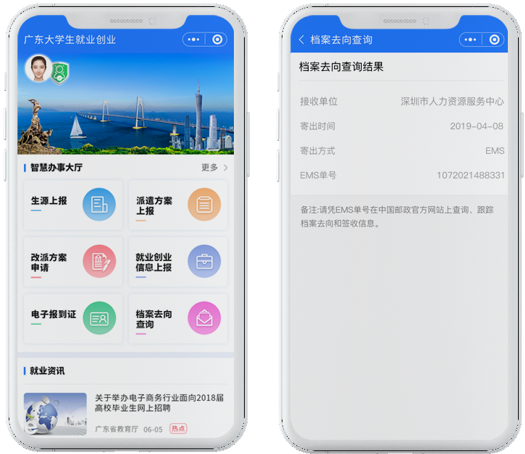 广东大学生就业创业
智慧办事大厅
更多
生源上报
派遣方案
上报
改派方案
申请
就业创业
信息上报
电子报到证
档案去向
查询
就业资讯
关于举办电子商务行业面向2018届
高校毕业生网上招聘
广东省教育厅 06-05 热点
档案去向查询
档案去向查询结果
接收单位 深圳市人力资源服务中心
寄出时间 2019-04-08
寄出方式 EMS
EMS单号 1072021488331
备注:请凭EMS单号在中国邮政官方网站上查询、跟踪
档案去向和签收信息。